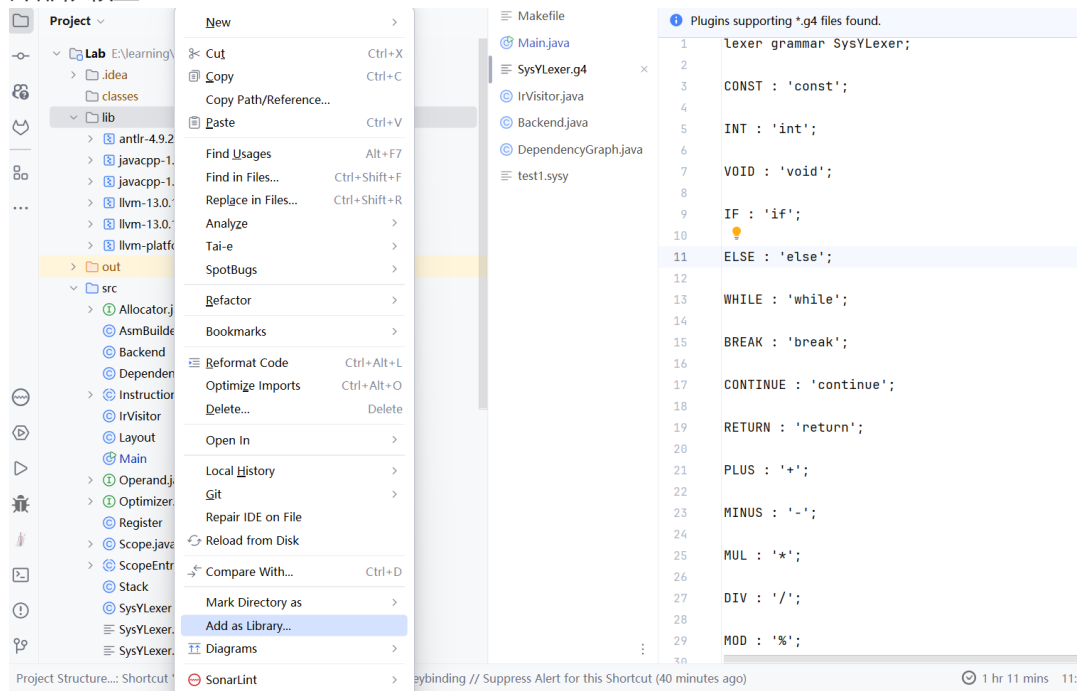 Project
Lab E:\learning\
.idea
classes
lib
antlr-4.9.2
javacpp-1.
javacpp-1.
llvm-13.0.1
llvm-13.0.
llvm-platfo
out
src
Allocator.j
AsmBuilde
Backend
Dependen
Instruction
IrVisitor
Layout
Main
Operand.j
Optimizer.
Register
Scope.java
ScopeEntr
Stack
SysYLexer
SysYLexer.
SysYLexer.
New
Cut Ctrl+X
Copy Ctrl+C
Copy Path/Reference...
Paste Ctrl+V
Find Usages Alt+F7
Find in Files... Ctrl+Shift+F
Replace in Files... Ctrl+Shift+R
Analyze
Tai-e
SpotBugs
Refactor
Bookmarks
Reformat Code Ctrl+Alt+L
Optimize Imports Ctrl+Alt+O
Delete... Delete
Open In
Local History
Git
Repair IDE on File
Reload from Disk
Compare With... Ctrl+D
Mark Directory as
Add as Library...
Diagrams
SonarLint
Makefile
Main.java
SysYLexer.g4
IrVisitor.java
Backend.java
DependencyGraph.java
test1.sysy
Plugins supporting *.g4 files found.
1 lexer grammar SysYLexer;
2
3 CONST : 'const';
4
5 INT : 'int';
6
7 VOID : 'void';
8
9 IF : 'if';
10
11 ELSE : 'else';
12
13 WHILE : 'while';
14
15 BREAK : 'break';
16
17 CONTINUE : 'continue';
18
19 RETURN : 'return';
20
21 PLUS : '+';
22
23 MINUS : '-';
24
25 MUL : '*';
26
27 DIV : '/';
28
29 MOD : '%';
30
Project Structure...: Shortcut eybinding // Suppress Alert for this Shortcut (40 minutes ago) 1 hr 11 mins 11: